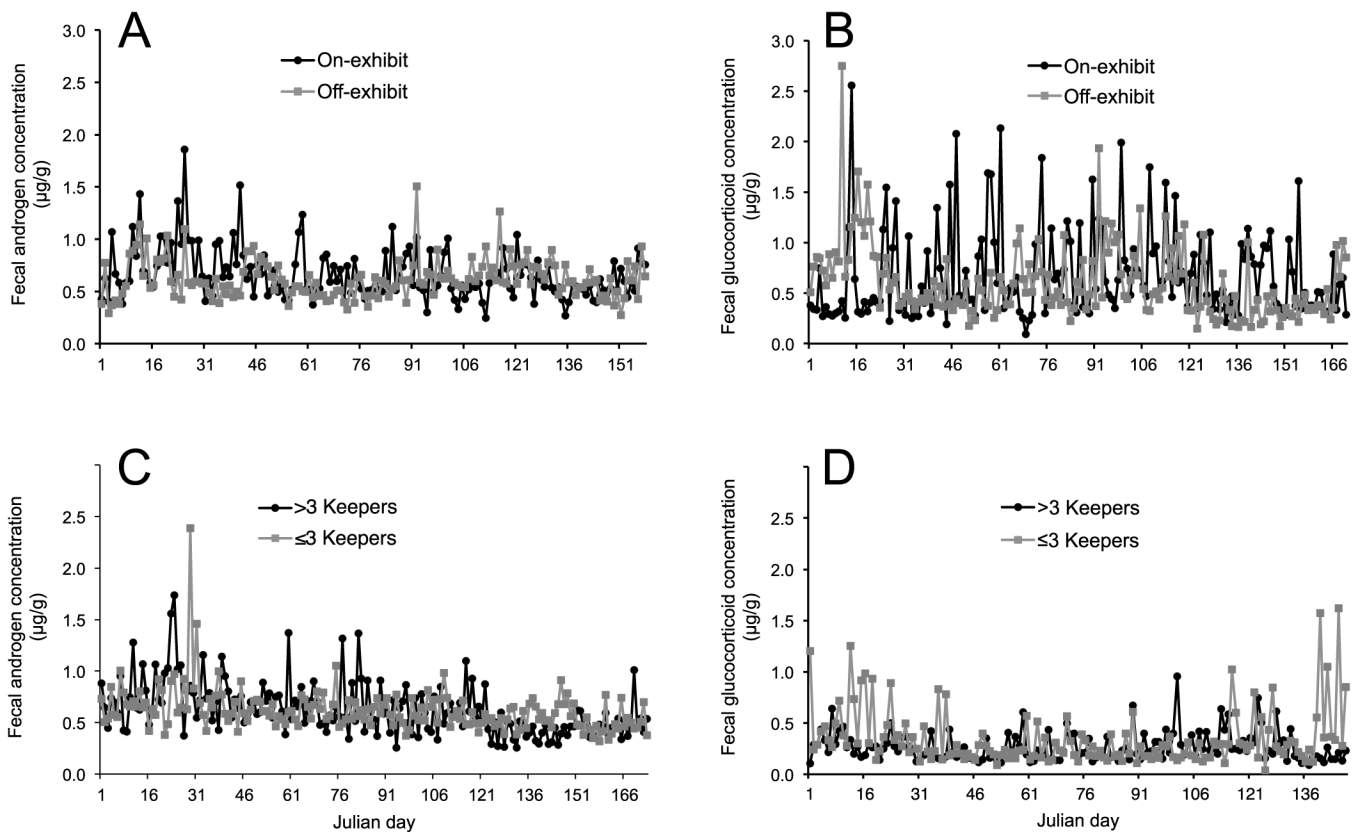 A
3.0
2.5
2.0
1.5
1.0
0.5
0.0
Fecal androgen concentration
(µg/g)
On-exhibit
Off-exhibit
1 16 31 46 61 76 91 106 121 136 151
B
3.0
2.5
2.0
1.5
1.0
0.5
0.0
Fecal glucocorticoid concentration
(µg/g)
On-exhibit
Off-exhibit
1 16 31 46 61 76 91 106 121 136 151 166
C
2.5
2.0
1.5
1.0
0.5
0.0
Fecal androgen concentration
(µg/g)
>3 Keepers
≤3 Keepers
1 16 31 46 61 76 91 106 121 136 151 166
Julian day
D
2.5
2.0
1.5
1.0
0.5
0.0
Fecal glucocorticoid concentration
(µg/g)
>3 Keepers
≤3 Keepers
1 16 31 46 61 76 91 106 121 136
Julian day